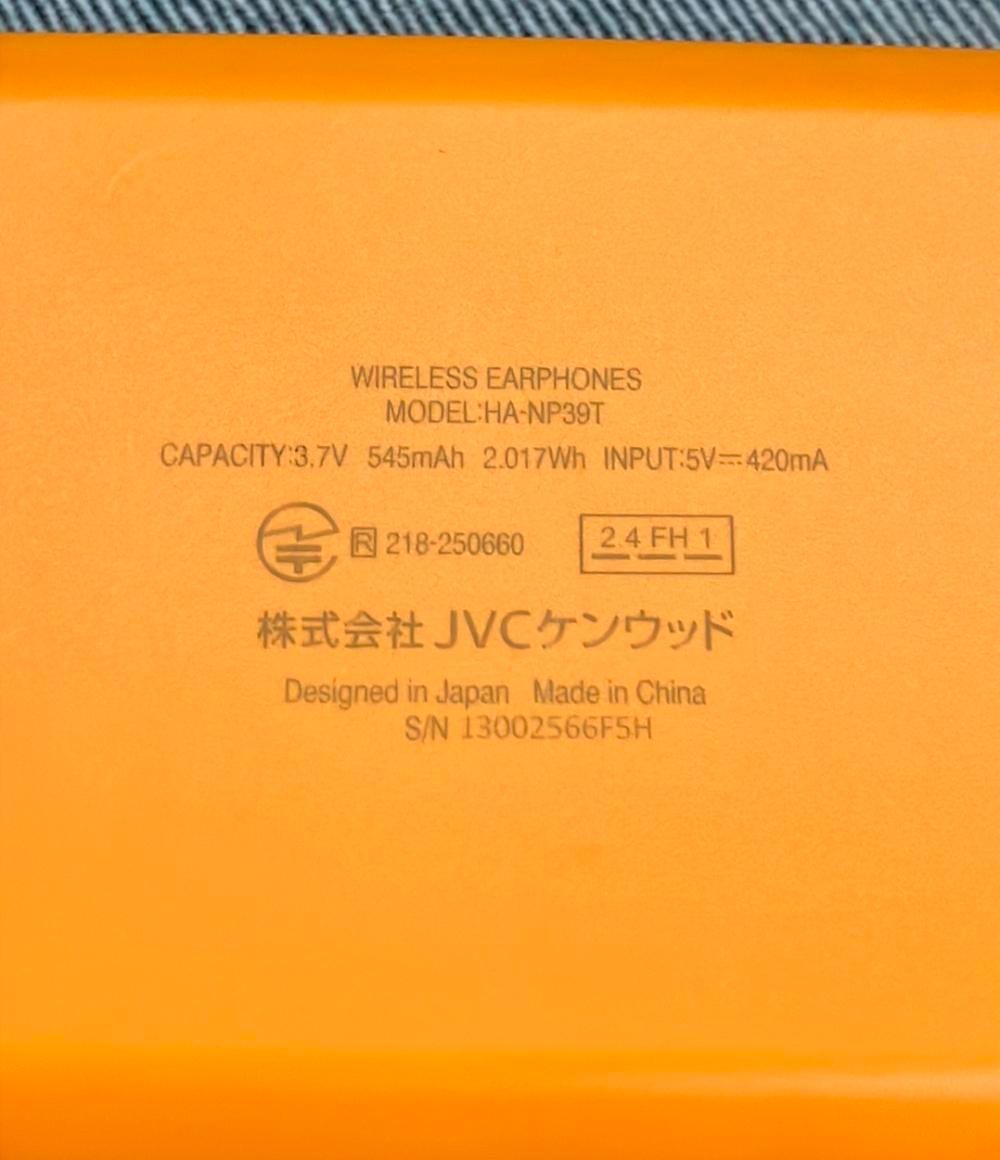 WIRELESS EARPHONES
MODEL:HA-NP39T
CAPACITY:3.7V 545mAh 2.017Wh INPUT:5V⎓420mA
R 218-250660 2.4 FH 1
株式会社 JVCケンウッド
Designed in Japan Made in China
S/N 13002566F5H